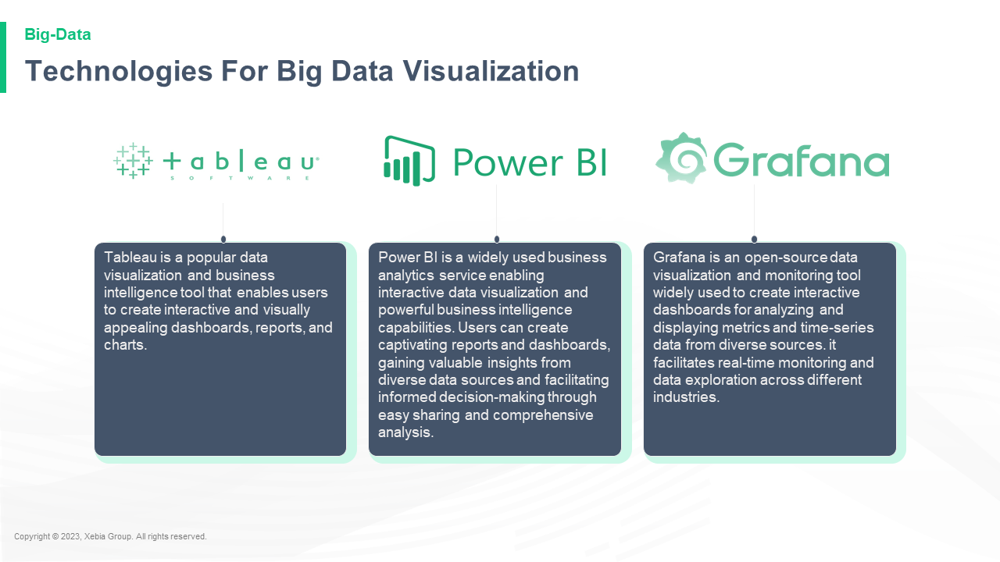 Big-Data
Technologies For Big Data Visualization
tableau®
SOFTWARE
Power BI
Grafana
Tableau is a popular data
visualization and business
intelligence tool that enables users
to create interactive and visually
appealing dashboards, reports, and
charts.
Power BI is a widely used business
analytics service enabling
interactive data visualization and
powerful business intelligence
capabilities. Users can create
captivating reports and dashboards,
gaining valuable insights from
diverse data sources and facilitating
informed decision-making through
easy sharing and comprehensive
analysis.
Grafana is an open-source data
visualization and monitoring tool
widely used to create interactive
dashboards for analyzing and
displaying metrics and time-series
data from diverse sources. it
facilitates real-time monitoring and
data exploration across different
industries.
Copyright © 2023, Xebia Group. All rights reserved.